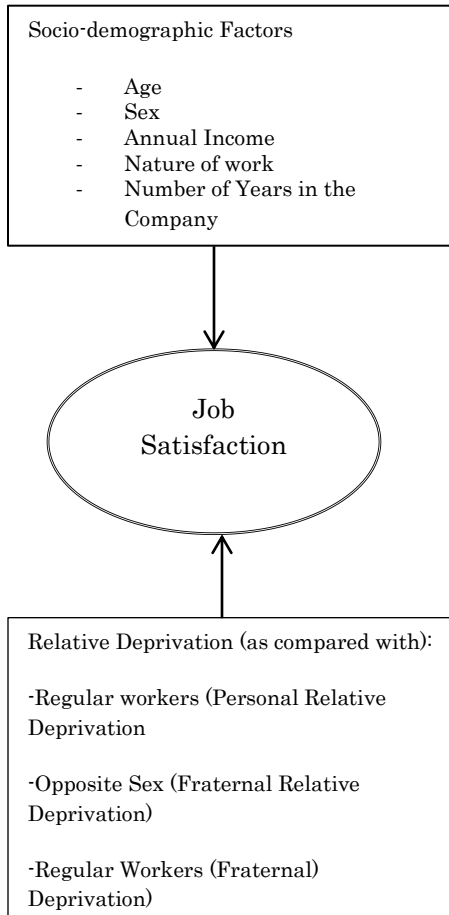 Socio-demographic Factors
- Age
- Sex
- Annual Income
- Nature of work
- Number of Years in the
Company
Job
Satisfaction
Relative Deprivation (as compared with):
-Regular workers (Personal Relative
Deprivation
-Opposite Sex (Fraternal Relative
Deprivation)
-Regular Workers (Fraternal)
Deprivation)